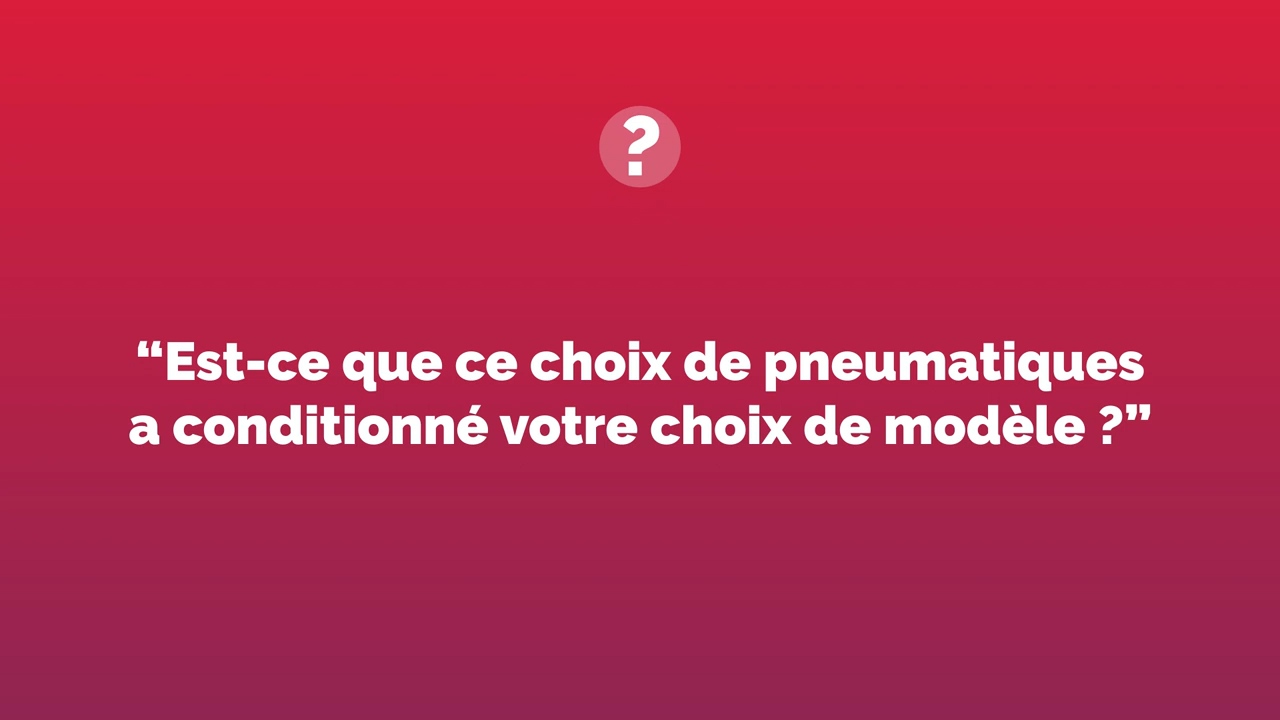 ?
“Est-ce que ce choix de pneumatiques
a conditionné votre choix de modèle ?”